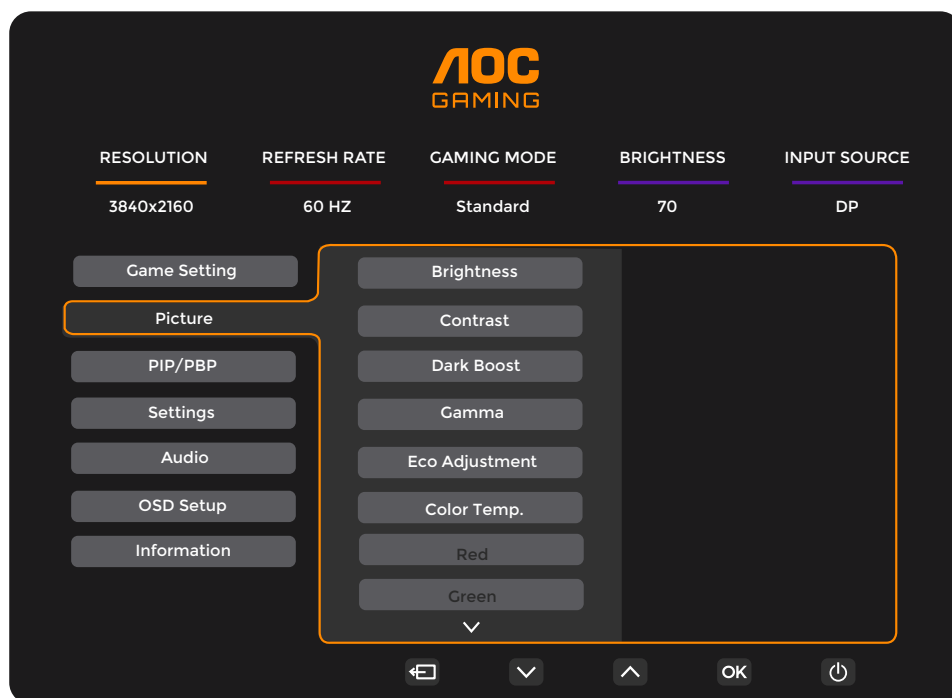 AOC
GAMING
RESOLUTION REFRESH RATE GAMING MODE BRIGHTNESS INPUT SOURCE
3840x2160 60 HZ Standard 70 DP
Game Setting
Picture
PIP/PBP
Settings
Audio
OSD Setup
Information
Brightness
Contrast
Dark Boost
Gamma
Eco Adjustment
Color Temp.
Red
Green
OK